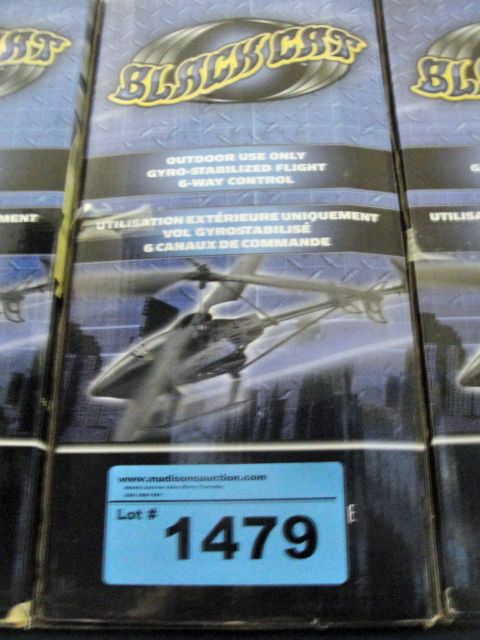 BLACK CAT
OUTDOOR USE ONLY
GYRO-STABILIZED FLIGHT
6-WAY CONTROL
UTILISATION EXTÉRIEURE UNIQUEMENT
VOL GYROSTABILISÉ
6 CANAUX DE COMMANDE
www.madisonsauction.com
Lot #
1479